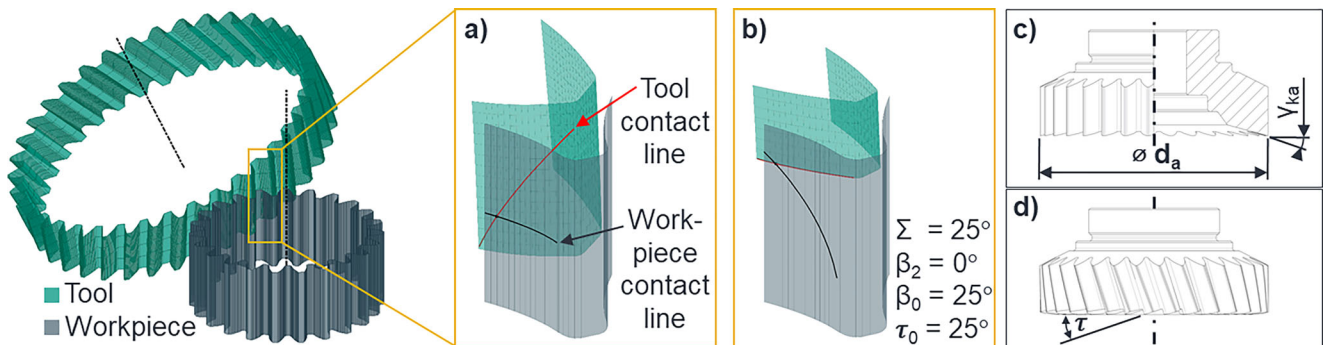 Tool
Workpiece
a)
Tool
contact
line
Work-
piece
contact
line
b)
Σ = 25°
β₂ = 0°
β₀ = 25°
τ₀ = 25°
c)
γka
ø da
d)
τ